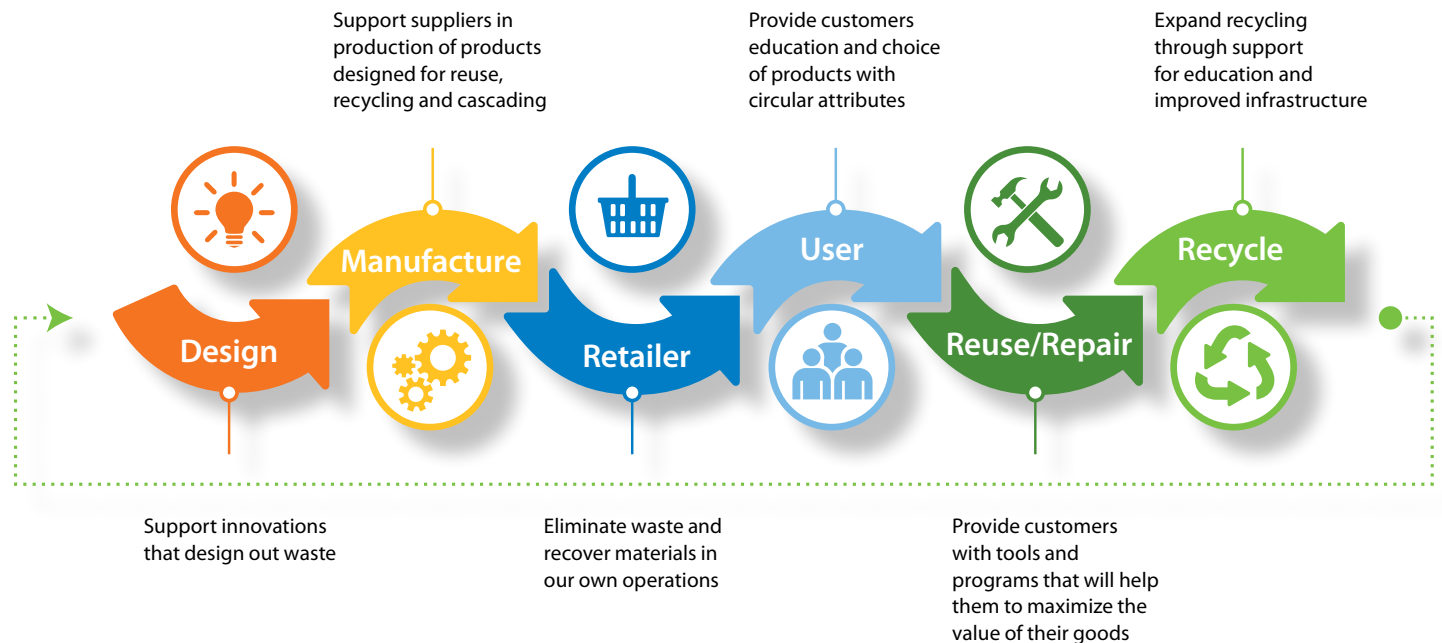 Support suppliers in
production of products
designed for reuse,
recycling and cascading
Provide customers
education and choice
of products with
circular attributes
Expand recycling
through support
for education and
improved infrastructure
Design
Manufacture
Retailer
User
Reuse/Repair
Recycle
Support innovations
that design out waste
Eliminate waste and
recover materials in
our own operations
Provide customers
with tools and
programs that will help
them to maximize the
value of their goods